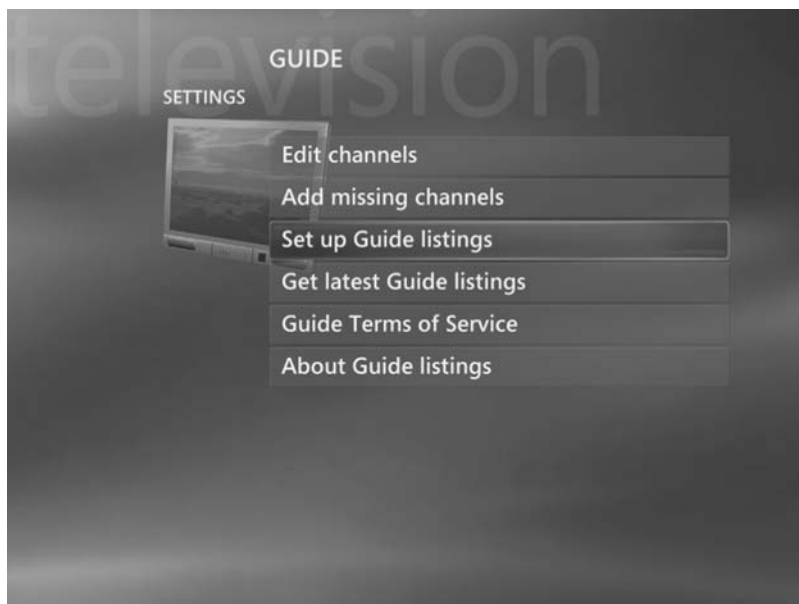 television
GUIDE
SETTINGS
Edit channels
Add missing channels
Set up Guide listings
Get latest Guide listings
Guide Terms of Service
About Guide listings